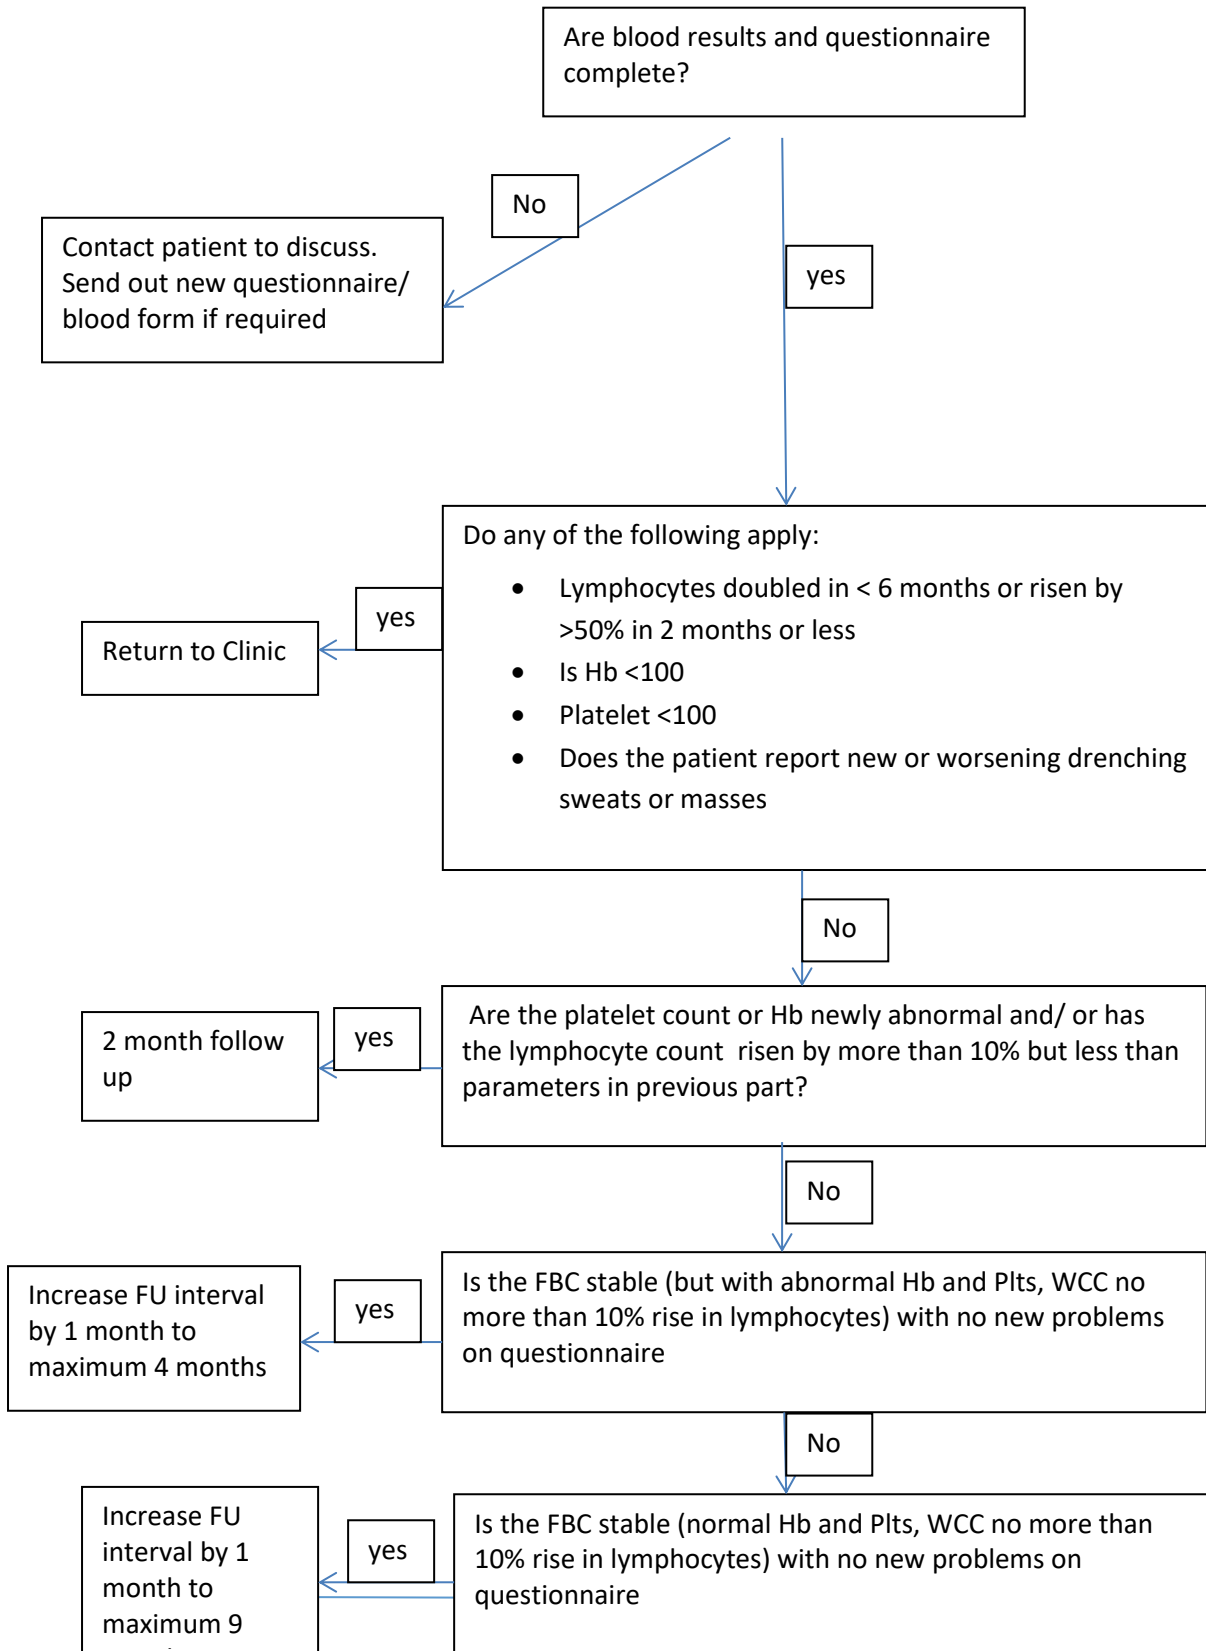 Are blood results and questionnaire
complete?
No
yes
Contact patient to discuss.
Send out new questionnaire/
blood form if required
Do any of the following apply:
• Lymphocytes doubled in < 6 months or risen by
>50% in 2 months or less
• Is Hb <100
• Platelet <100
• Does the patient report new or worsening drenching
sweats or masses
yes
Return to Clinic
No
Are the platelet count or Hb newly abnormal and/ or has
the lymphocyte count risen by more than 10% but less than
parameters in previous part?
yes
2 month follow
up
No
Is the FBC stable (but with abnormal Hb and Plts, WCC no
more than 10% rise in lymphocytes) with no new problems
on questionnaire
yes
Increase FU interval
by 1 month to
maximum 4 months
No
Is the FBC stable (normal Hb and Plts, WCC no more than
10% rise in lymphocytes) with no new problems on
questionnaire
yes
Increase FU
interval by 1
month to
maximum 9